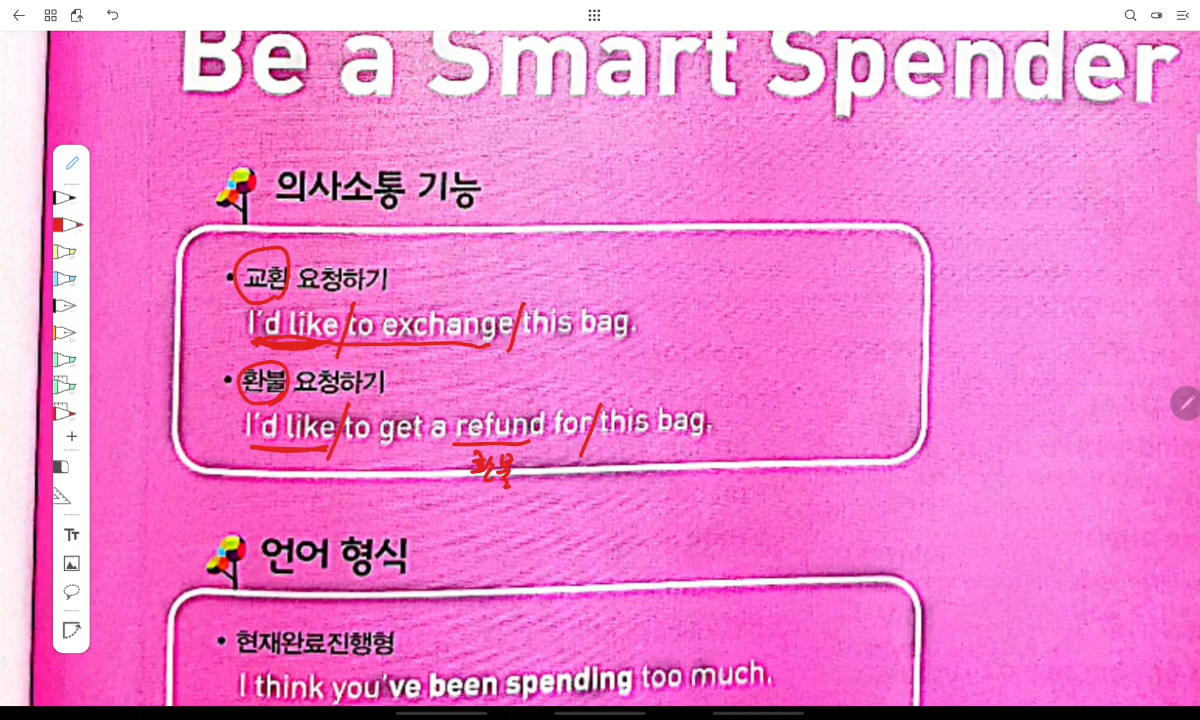 Be a Smart Spender
의사소통 기능
• 교환 요청하기
I'd like / to exchange / this bag.
• 환불 요청하기
I'd like / to get a refund for / this bag.
환불
언어 형식
• 현재완료진행형
I think you've been spending too much.
Tт